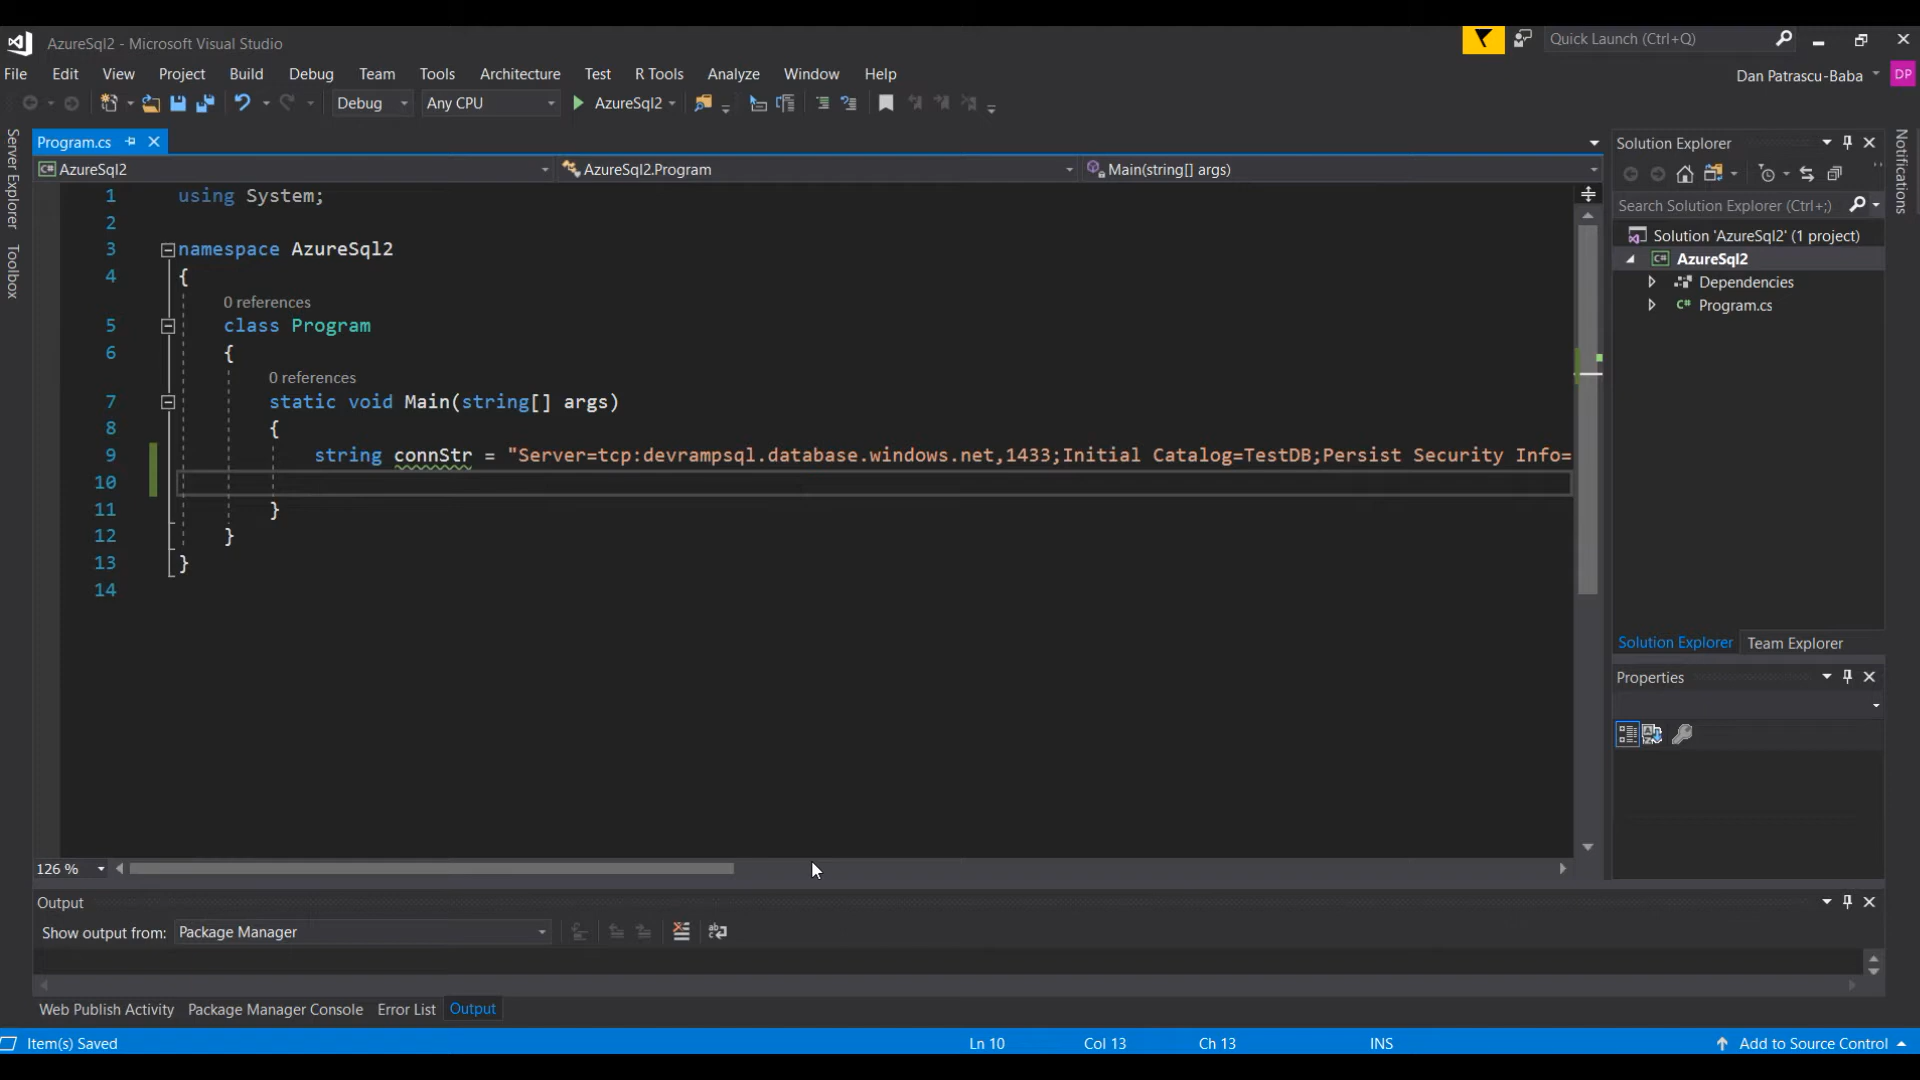 AzureSql2 - Microsoft Visual Studio
Quick Launch (Ctrl+Q)
File Edit View Project Build Debug Team Tools Architecture Test R Tools Analyze Window Help
Dan Patrascu-Baba DP
Debug Any CPU AzureSql2
Server Explorer
Toolbox
Program.cs
AzureSql2 AzureSql2.Program Main(string[] args)
1 using System;
2
3 namespace AzureSql2
4 {
0 references
5 class Program
6 {
0 references
7 static void Main(string[] args)
8 {
9 string connStr = "Server=tcp:devrampsql.database.windows.net,1433;Initial Catalog=TestDB;Persist Security Info=
10
11 }
12 }
13 }
14
126 %
Solution Explorer
Search Solution Explorer (Ctrl+;)
Solution 'AzureSql2' (1 project)
AzureSql2
Dependencies
C# Program.cs
Solution Explorer Team Explorer
Properties
Notifications
Output
Show output from: Package Manager
Web Publish Activity Package Manager Console Error List Output
Item(s) Saved Ln 10 Col 13 Ch 13 INS Add to Source Control